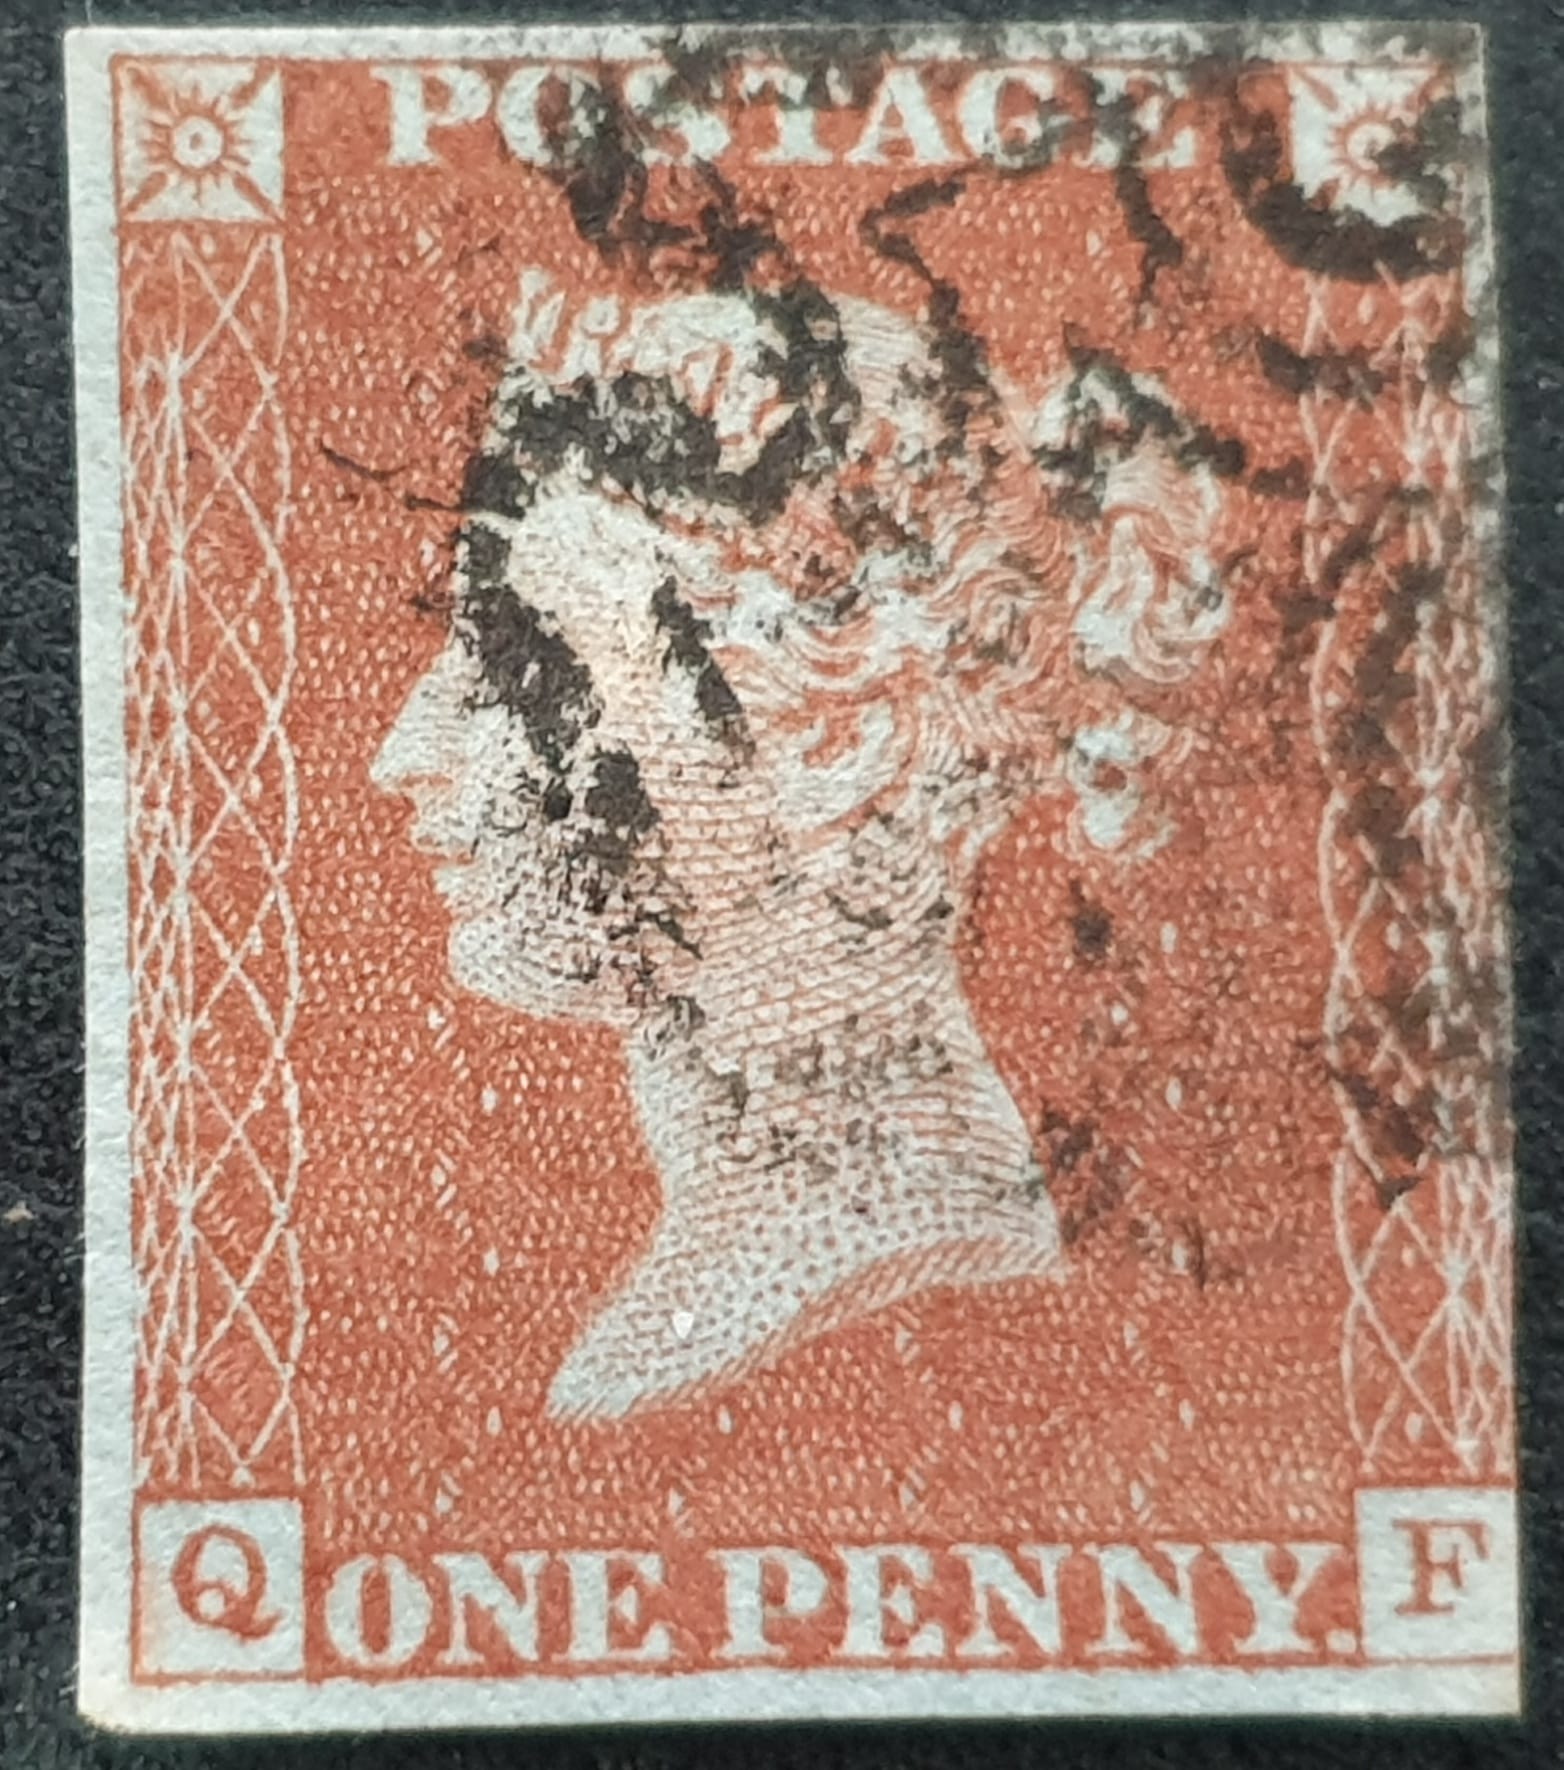 POSTAGE
Q ONE PENNY. F